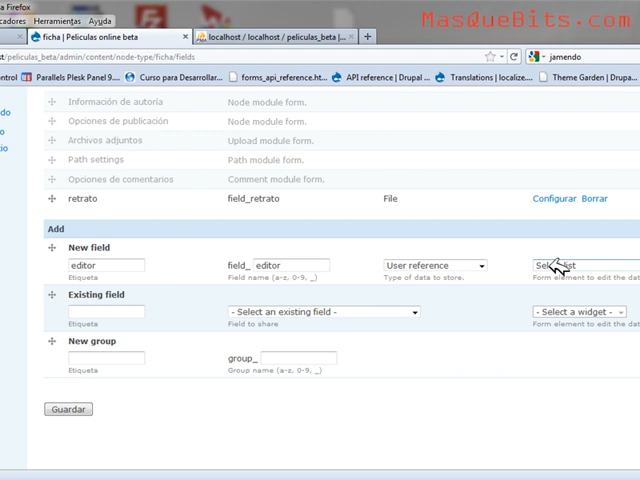 a Firefox
MasQueBits.com
cadores Herramientas Ayuda
ficha | Películas online beta × localhost / localhost / peliculas_beta |... × +
st/peliculas_beta/admin/content/node-type/ficha/fields jamendo
ontrol Parallels Plesk Panel 9.... Curso para Desarrollar... forms_api_reference.ht... API reference | Drupal ... Translations | localize.... Theme Garden | Drupa...
Información de autoría Node module form.
do Opciones de publicación Node module form.
o Archivos adjuntos Upload module form.
cio Path settings Path module form.
Opciones de comentarios Comment module form.
retrato field_retrato File Configurar Borrar
Add
New field
editor field_ editor User reference
Etiqueta Field name (a-z, 0-9, _) Type of data to store. Form element to edit the dat
Existing field
- Select an existing field - - Select a widget -
Etiqueta Field to share Form element to edit the dat
New group
group_
Etiqueta Group name (a-z, 0-9, _)
Guardar